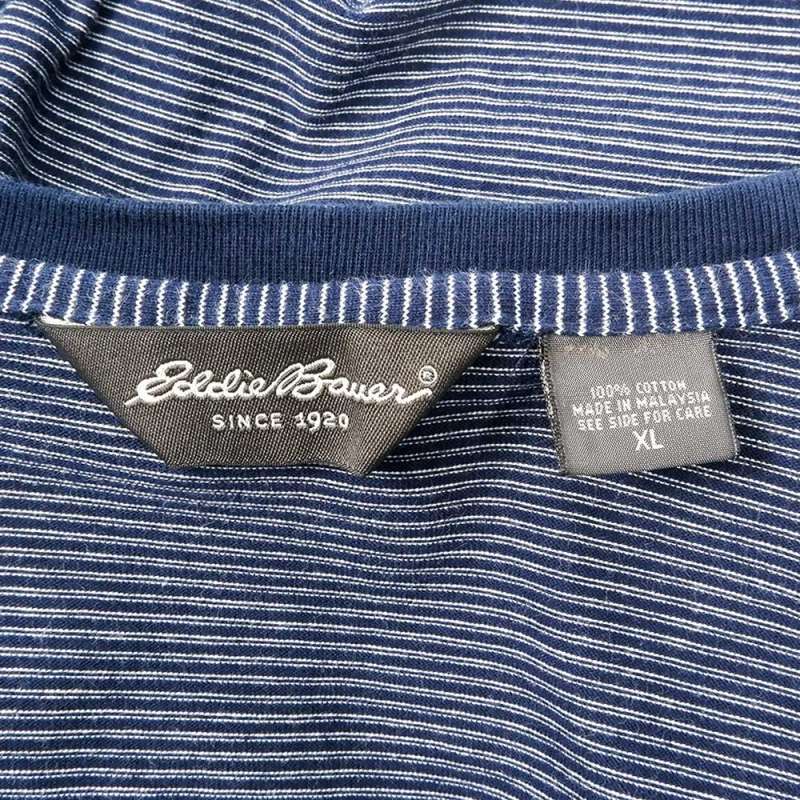 Eddie Bauer®
SINCE 1920
100% COTTON
MADE IN MALAYSIA
SEE SIDE FOR CARE
XL